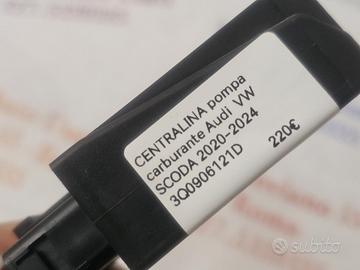 CENTRALINA pompa
carburante Audi VW
SCODA 2020-2024
3Q0906121D
220€
subito